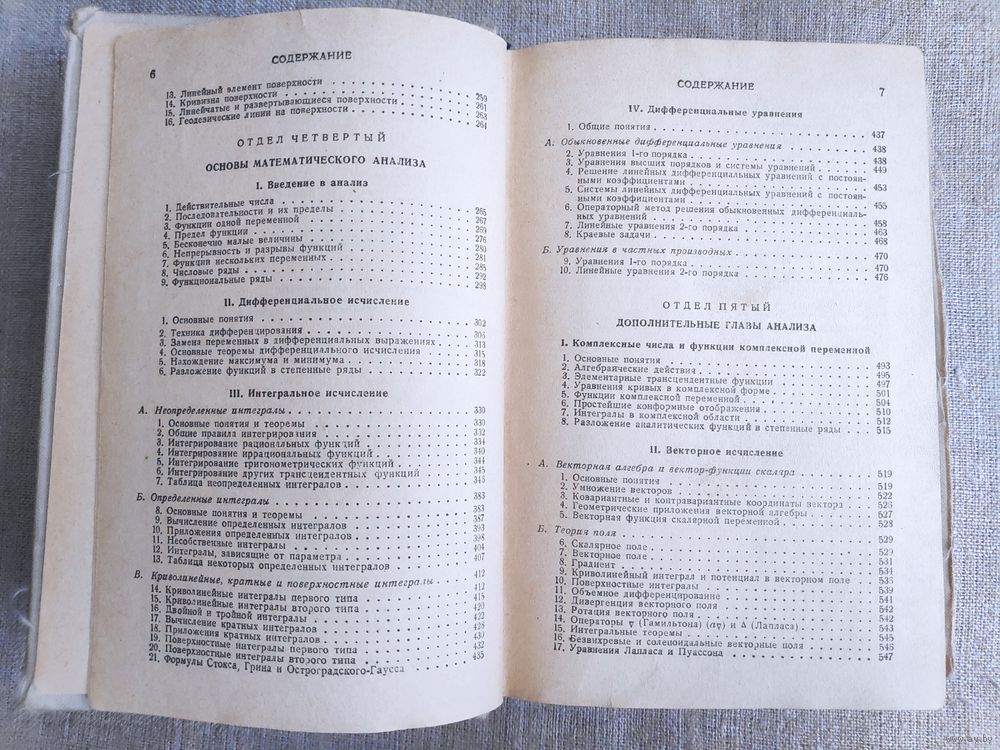 6 СОДЕРЖАНИЕ
13. Линейный элемент поверхности
14. Кривизна поверхности 259
15. Линейчатые и развертывающиеся поверхности 261
16. Геодезические линии на поверхности 263
264
ОТДЕЛ ЧЕТВЕРТЫЙ
ОСНОВЫ МАТЕМАТИЧЕСКОГО АНАЛИЗА
I. Введение в анализ
1. Действительные числа
2. Последовательности и их пределы 265
3. Функции одной переменной 267
4. Предел функции 269
5. Бесконечно малые величины 276
6. Непрерывность и разрывы функций 280
7. Функции нескольких переменных 281
8. Числовые ряды 285
9. Функциональные ряды 292
298
II. Дифференциальное исчисление
1. Основные понятия 302
2. Техника дифференцирования 305
3. Замена переменных в дифференциальных выражениях 313
4. Основные теоремы дифференциального исчисления 315
5. Нахождение максимума и минимума 318
6. Разложение функций в степенные ряды 322
III. Интегральное исчисление
А. Неопределенные интегралы 330
1. Основные понятия и теоремы 330
2. Общие правила интегрирования 332
3. Интегрирование рациональных функций 334
4. Интегрирование иррациональных функций 340
5. Интегрирование тригонометрических функций 344
6. Интегрирование других трансцендентных функций 345
7. Таблица неопределенных интегралов 345
Б. Определенные интегралы 383
8. Основные понятия и теоремы 383
9. Вычисление определенных интегралов 387
10. Приложения определенных интегралов 393
11. Несобственные интегралы 398
12. Интегралы, зависящие от параметра 404
13. Таблица некоторых определенных интегралов 407
В. Криволинейные, кратные и поверхностные интегралы 412
14. Криволинейные интегралы первого типа 412
15. Криволинейные интегралы второго типа 415
16. Двойной и тройной интегралы 420
17. Вычисление кратных интегралов 422
18. Приложения кратных интегралов 428
19. Поверхностные интегралы первого типа 430
20. Поверхностные интегралы второго типа 432
21. Формулы Стокса, Грина и Остроградского-Гаусса 435
СОДЕРЖАНИЕ 7
IV. Дифференциальные уравнения
1. Общие понятия 437
А. Обыкновенные дифференциальные уравнения 438
2. Уравнения 1-го порядка 438
3. Уравнения высших порядков и системы уравнений 449
4. Решение линейных дифференциальных уравнений с постоян-
ными коэффициентами 453
5. Системы линейных дифференциальных уравнений с постоян-
ными коэффициентами 455
6. Операторный метод решения обыкновенных дифференциаль-
ных уравнений 458
7. Линейные уравнения 2-го порядка 463
8. Краевые задачи 468
Б. Уравнения в частных производных 470
9. Уравнения 1-го порядка 470
10. Линейные уравнения 2-го порядка 476
ОТДЕЛ ПЯТЫЙ
ДОПОЛНИТЕЛЬНЫЕ ГЛАВЫ АНАЛИЗА
I. Комплексные числа и функции комплексной переменной
1. Основные понятия 493
2. Алгебраические действия 495
3. Элементарные трансцендентные функции 497
4. Уравнения кривых в комплексной форме 501
5. Функции комплексной переменной 504
6. Простейшие конформные отображения 510
7. Интегралы в комплексной области 512
8. Разложение аналитических функций в степенные ряды 515
II. Векторное исчисление
А. Векторная алгебра и вектор-функции скаляра 519
1. Основные понятия 519
2. Умножение векторов 522
3. Ковариантные и контравариантные координаты вектора 526
4. Геометрические приложения векторной алгебры 527
5. Векторная функция скалярной переменной 528
Б. Теория поля 529
6. Скалярное поле 529
7. Векторное поле 530
8. Градиент 534
9. Криволинейный интеграл и потенциал в векторном поле 535
10. Поверхностные интегралы
11. Объемное дифференцирование 541
12. Дивергенция векторного поля 542
13. Ротация векторного поля 542
14. Операторы ∇ (Гамильтона) (a∇) и Δ (Лапласа)
15. Интегральные теоремы
16. Безвихревые и соленоидальные векторные поля
17. Уравнения Лапласа и Пуассона 547